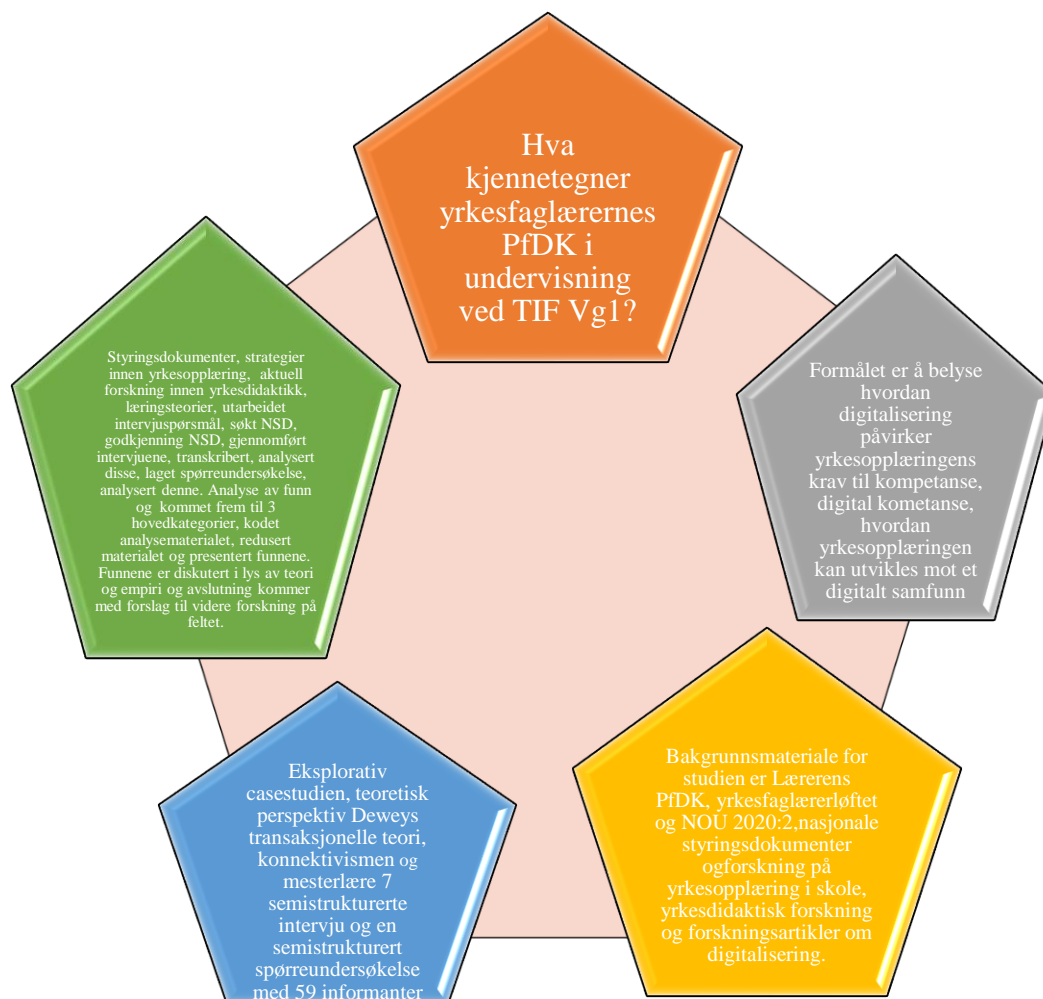 Hva
kjennetegner
yrkesfaglærernes
PfDK i
undervisning
ved TIF Vg1?
Formålet er å belyse
hvordan
digitalisering
påvirker
yrkesopplæringens
krav til kompetanse,
digital kometanse,
hvordan
yrkesopplæringen
kan utvikles mot et
digitalt samfunn
Bakgrunnsmateriale for
studien er Lærerens
PfDK, yrkesfaglærerløftet
og NOU 2020:2,nasjonale
styringsdokumenter
ogforskning på
yrkesopplæring i skole,
yrkesdidaktisk forskning
og forskningsartikler om
digitalisering.
Eksplorativ
casestudien, teoretisk
perspektiv Deweys
transaksjonelle teori,
konnektivismen og
mesterlære 7
semistrukturerte
intervju og en
semistrukturert
spørreundersøkelse
med 59 informanter
Styringsdokumenter, strategier
innen yrkesopplæring, aktuell
forskning innen yrkesdidaktikk,
læringsteorier, utarbeidet
intervjuspørsmål, søkt NSD,
godkjenning NSD, gjennomført
intervjuene, transkribert, analysert
disse, laget spørreundersøkelse,
analysert denne. Analyse av funn
og kommet frem til 3
hovedkategorier, kodet
analysematerialet, redusert
materialet og presentert funnene.
Funnene er diskutert i lys av teori
og empiri og avslutning kommer
med forslag til videre forskning på
feltet.